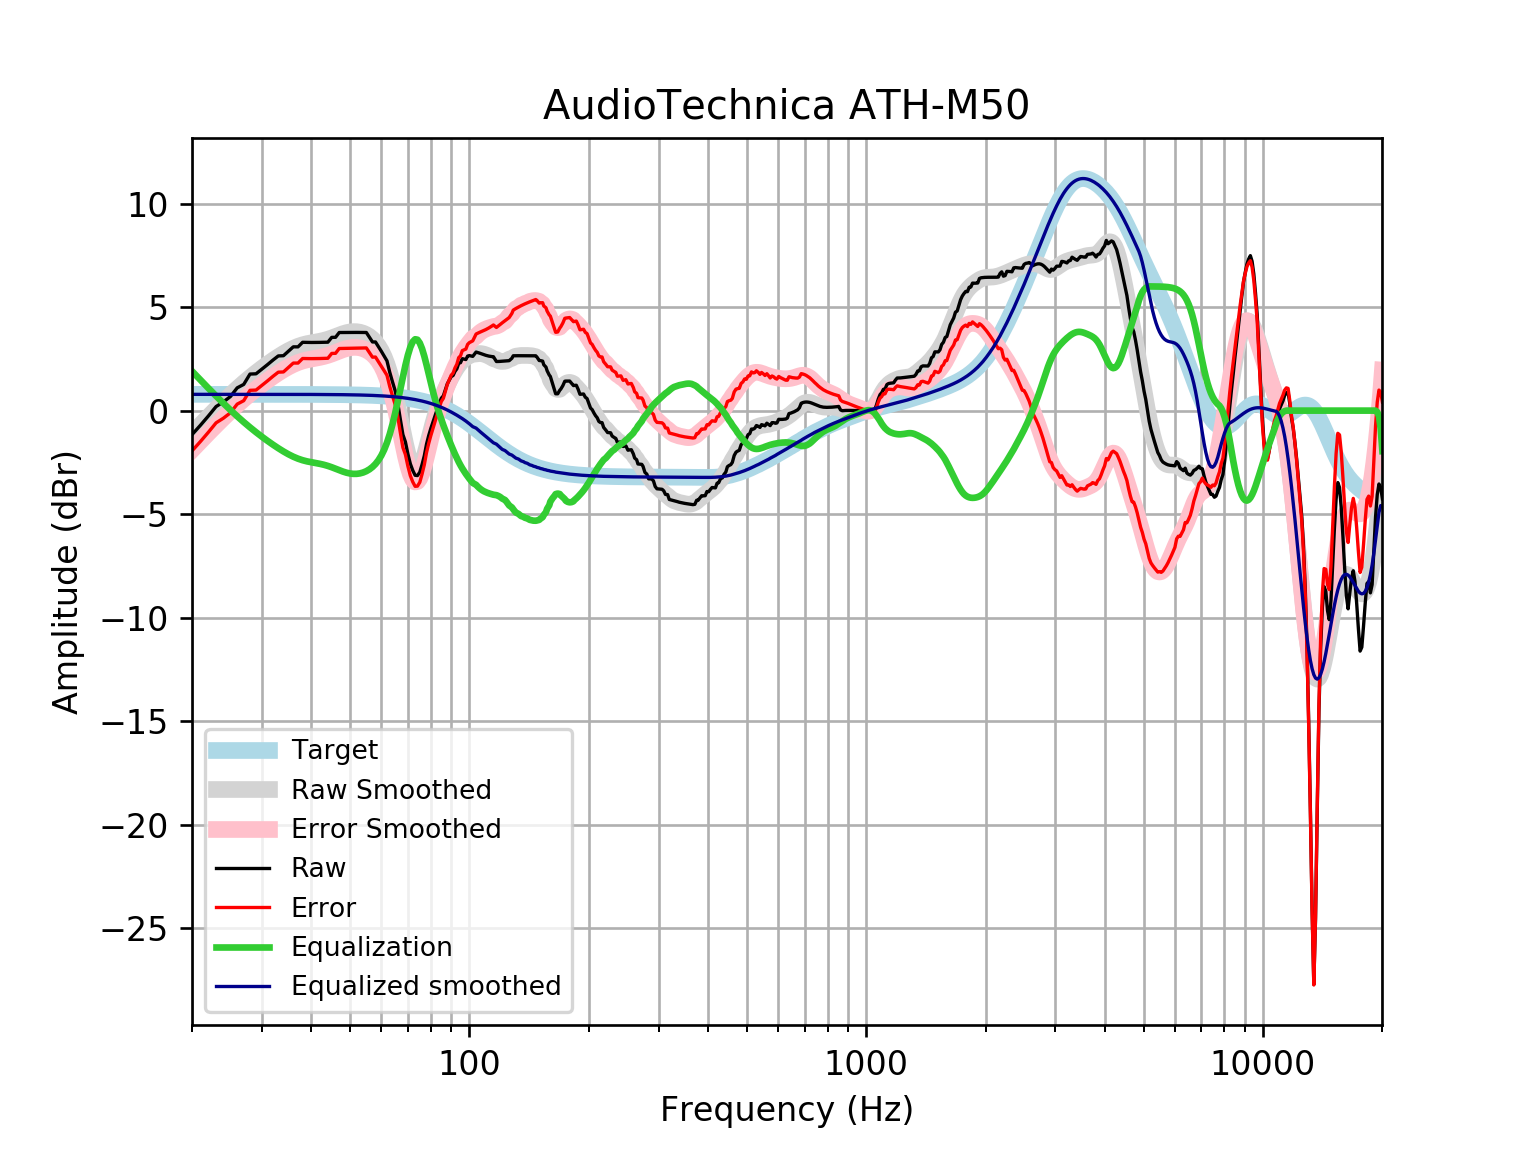 AudioTechnica ATH-M50
10
5
0
−5
−10
−15
−20
−25
Amplitude (dBr)
Target
Raw Smoothed
Error Smoothed
Raw
Error
Equalization
Equalized smoothed
100
1000
10000
Frequency (Hz)